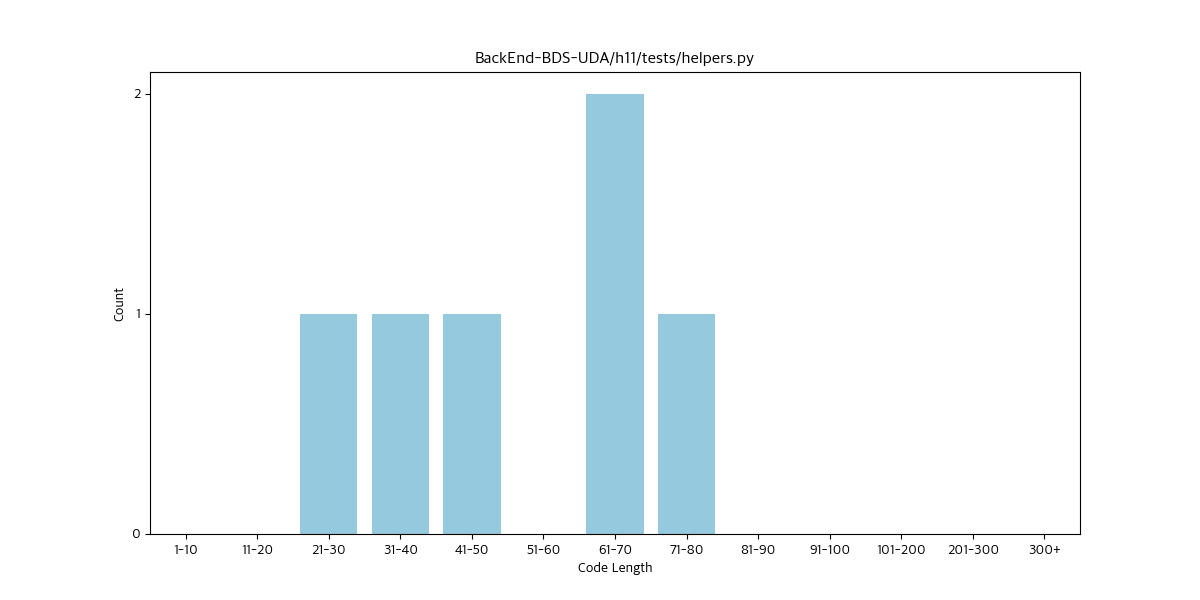 BackEnd-BDS-UDA/h11/tests/helpers.py
2
1
0
Count
1-10 11-20 21-30 31-40 41-50 51-60 61-70 71-80 81-90 91-100 101-200 201-300 300+
Code Length